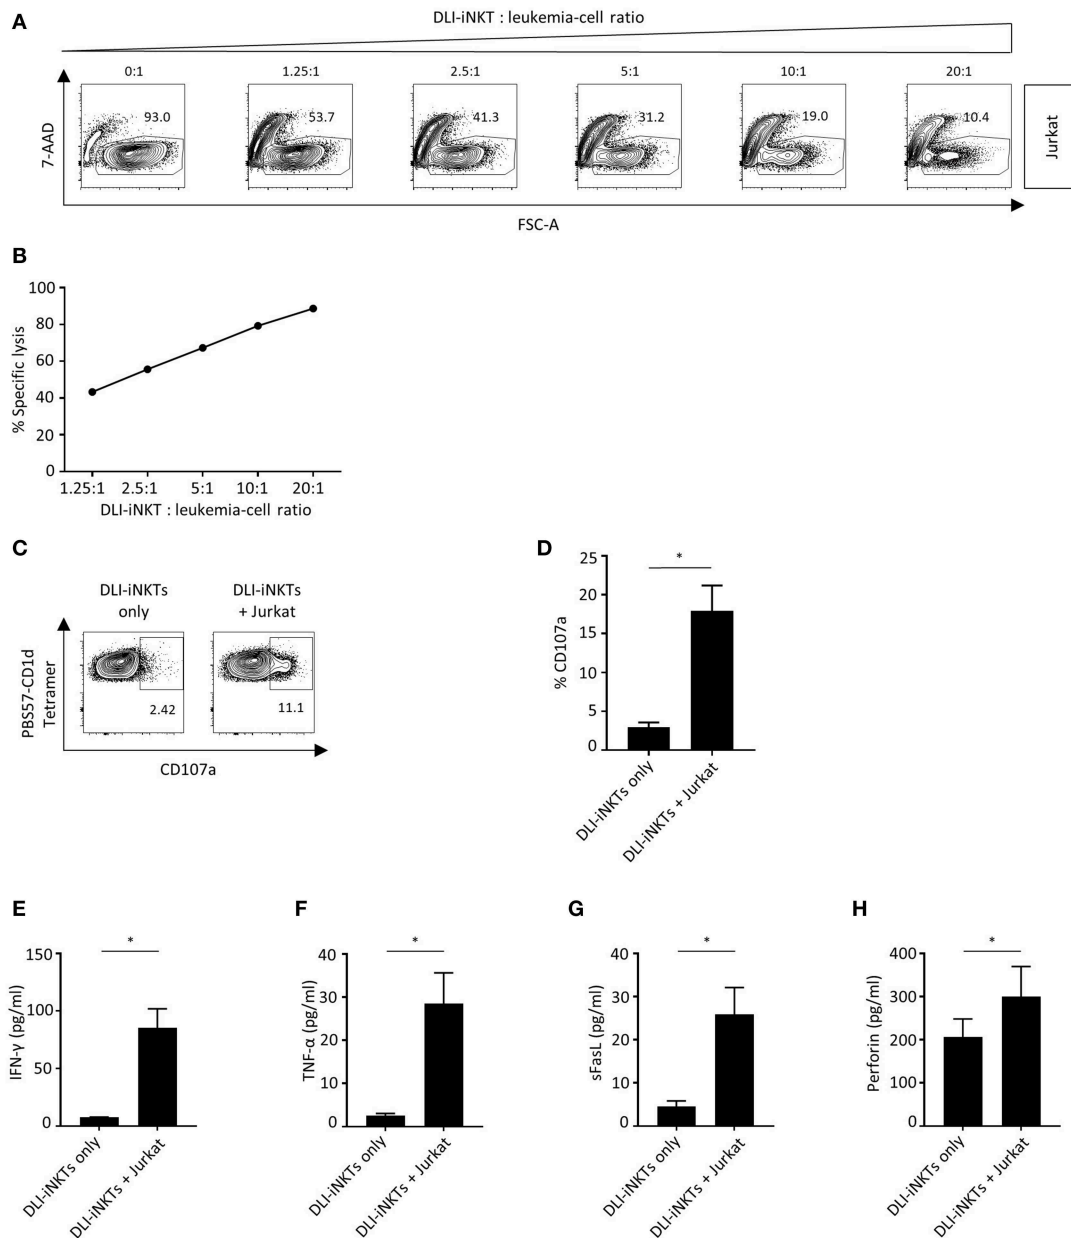 A
DLI-iNKT : leukemia-cell ratio
0:1 1.25:1 2.5:1 5:1 10:1 20:1
93.0 53.7 41.3 31.2 19.0 10.4
7-AAD
Jurkat
FSC-A
B
100
80
60
40
20
0
% Specific lysis
1.25:1 2.5:1 5:1 10:1 20:1
DLI-iNKT : leukemia-cell ratio
C
DLI-iNKTs only
DLI-iNKTs + Jurkat
PBS57-CD1d
Tetramer
2.42 11.1
CD107a
D
25
20
15
10
5
0
% CD107a
*
DLI-iNKTs only
DLI-iNKTs + Jurkat
E
150
100
50
0
IFN-γ (pg/ml)
*
DLI-iNKTs only
DLI-iNKTs + Jurkat
F
40
30
20
10
0
TNF-α (pg/ml)
*
DLI-iNKTs only
DLI-iNKTs + Jurkat
G
40
30
20
10
0
sFasL (pg/ml)
*
DLI-iNKTs only
DLI-iNKTs + Jurkat
H
400
300
200
100
0
Perforin (pg/ml)
*
DLI-iNKTs only
DLI-iNKTs + Jurkat